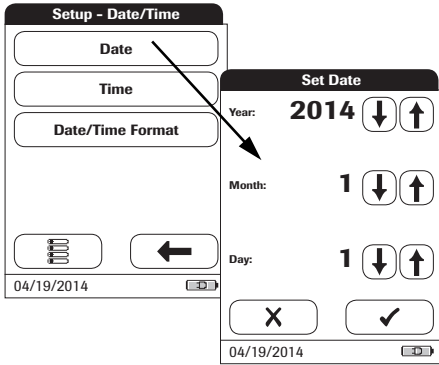 Setup - Date/Time
Date
Time
Date/Time Format
04/19/2014
Set Date
Year: 2014
Month: 1
Day: 1
04/19/2014